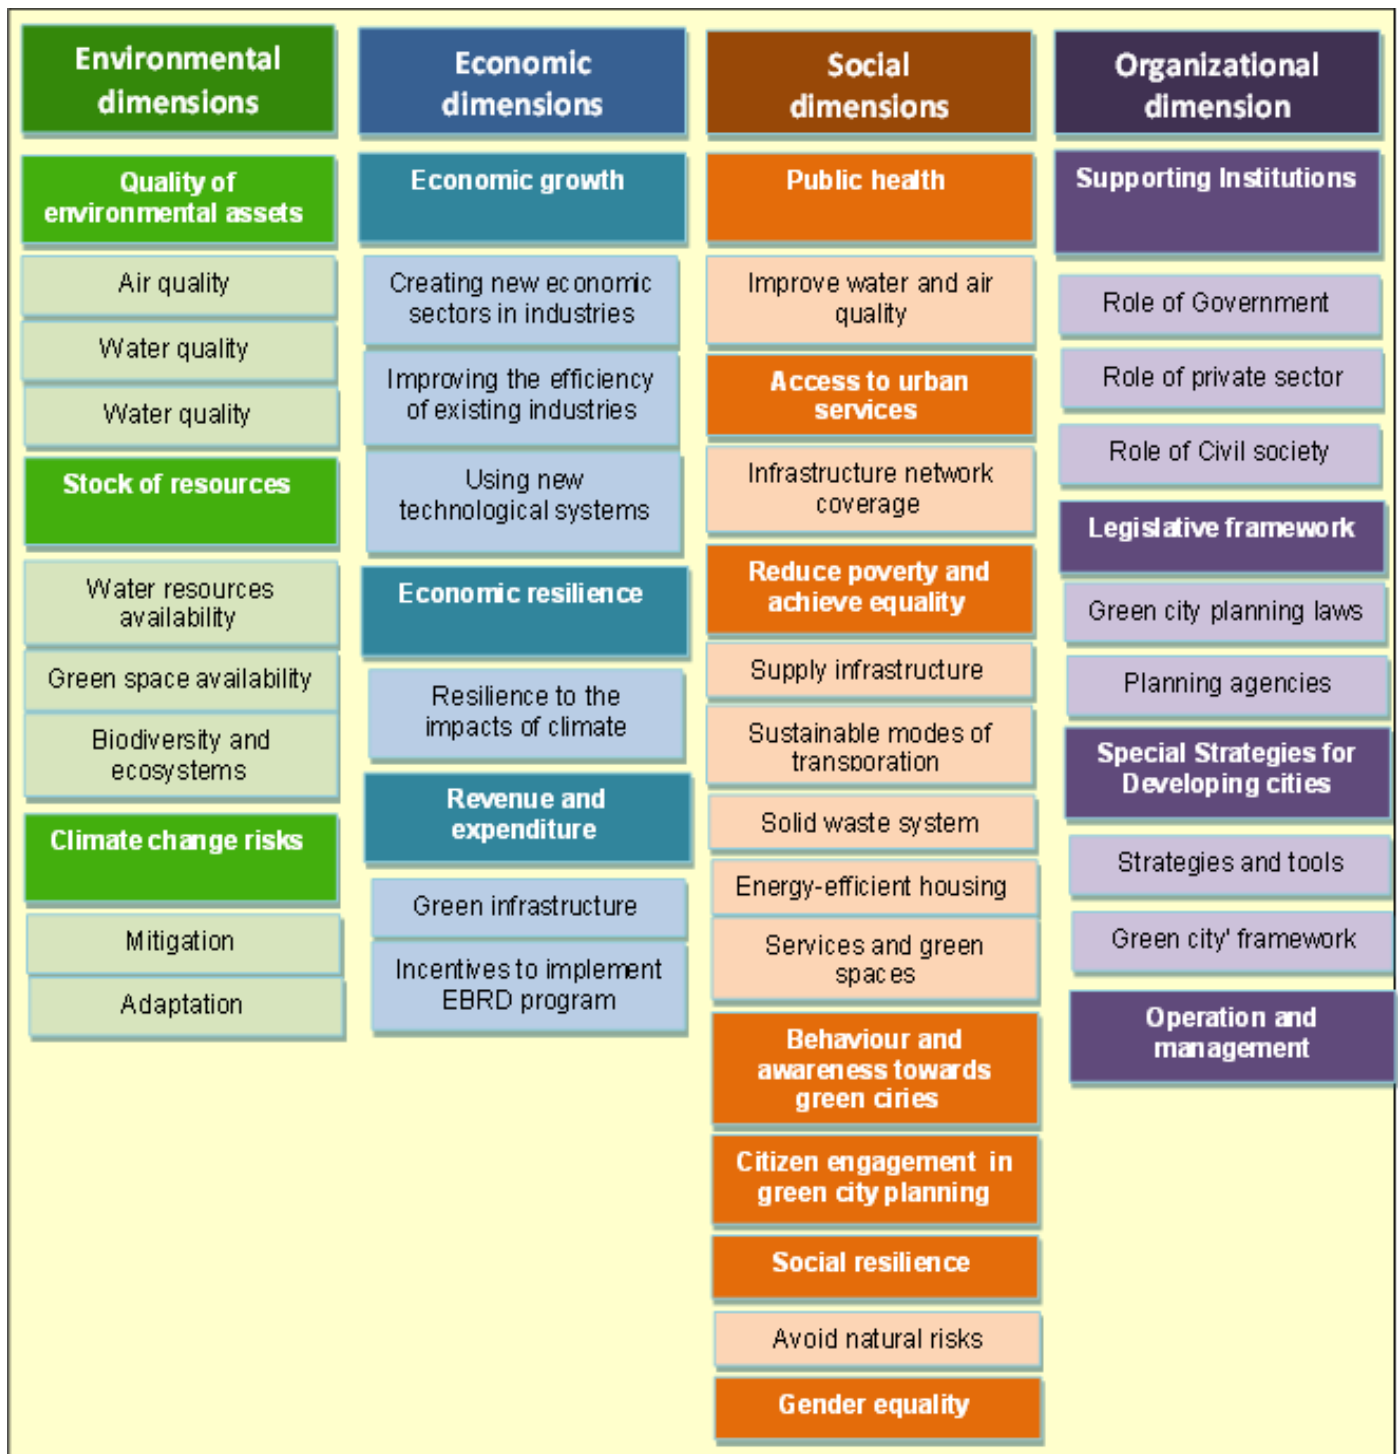 Environmental
dimensions
Quality of
environmental assets
Air quality
Water quality
Water quality
Stock of resources
Water resources
availability
Green space availability
Biodiversity and
ecosystems
Climate change risks
Mitigation
Adaptation
Economic
dimensions
Economic growth
Creating new economic
sectors in industries
Improving the efficiency
of existing industries
Using new
technological systems
Economic resilience
Resilience to the
impacts of climate
Revenue and
expenditure
Green infrastructure
Incentives to implement
EBRD program
Social
dimensions
Public health
Improve water and air
quality
Access to urban
services
Infrastructure network
coverage
Reduce poverty and
achieve equality
Supply infrastructure
Sustainable modes of
transporation
Solid waste system
Energy-efficient housing
Services and green
spaces
Behaviour and
awareness towards
green ciries
Citizen engagement in
green city planning
Social resilience
Avoid natural risks
Gender equality
Organizational
dimension
Supporting Institutions
Role of Government
Role of private sector
Role of Civil society
Legislative framework
Green city planning laws
Planning agencies
Special Strategies for
Developing cities
Strategies and tools
Green city' framework
Operation and
management